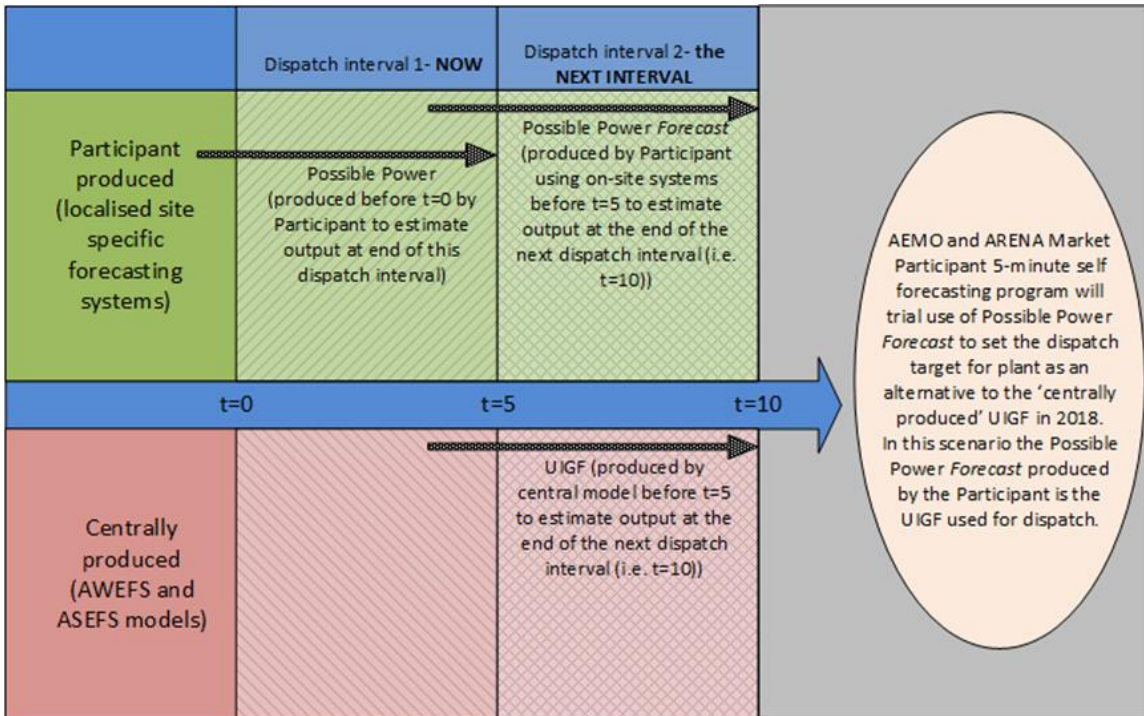 Dispatch interval 1- NOW
Dispatch interval 2- the
NEXT INTERVAL
Participant
produced
(localised site
specific
forecasting
systems)
Possible Power
(produced before t=0 by
Participant to estimate
output at end of this
dispatch interval)
Possible Power Forecast
(produced by Participant
using on-site systems
before t=5 to estimate
output at the end of the
next dispatch interval (i.e.
t=10))
t=0
t=5
t=10
Centrally
produced
(AWEFS and
ASEFS models)
UIGF (produced by
central model before t=5
to estimate output at the
end of the next dispatch
interval (i.e. t=10))
AEMO and ARENA Market
Participant 5-minute self
forecasting program will
trial use of Possible Power
Forecast to set the dispatch
target for plant as an
alternative to the ‘centrally
produced’ UIGF in 2018.
In this scenario the Possible
Power Forecast produced
by the Participant is the
UIGF used for dispatch.